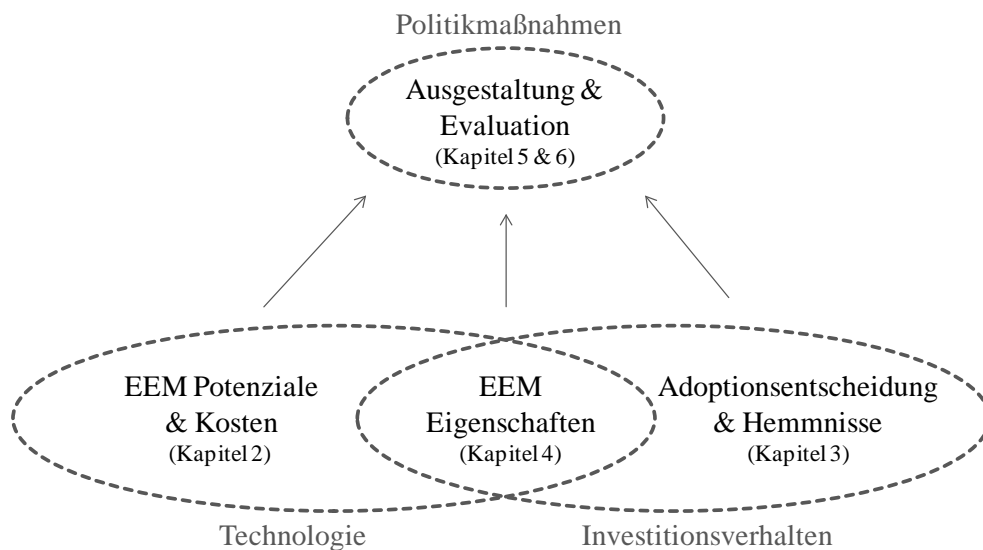 Politikmaßnahmen
Ausgestaltung &
Evaluation
(Kapitel 5 & 6)
EEM Potenziale
& Kosten
(Kapitel 2)
EEM
Eigenschaften
(Kapitel 4)
Adoptionsentscheidung
& Hemmnisse
(Kapitel 3)
Technologie
Investitionsverhalten